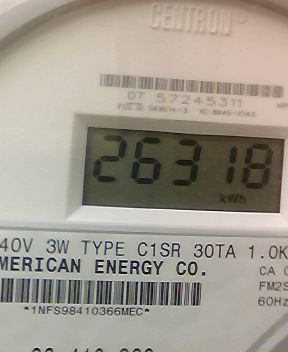 CENTRON®
07 57245311
26318
kWh
40V 3W TYPE C1SR 30TA 1.0K
MERICAN ENERGY CO.
CA
FM2S
60Hz
*1NFS98410366MEC*